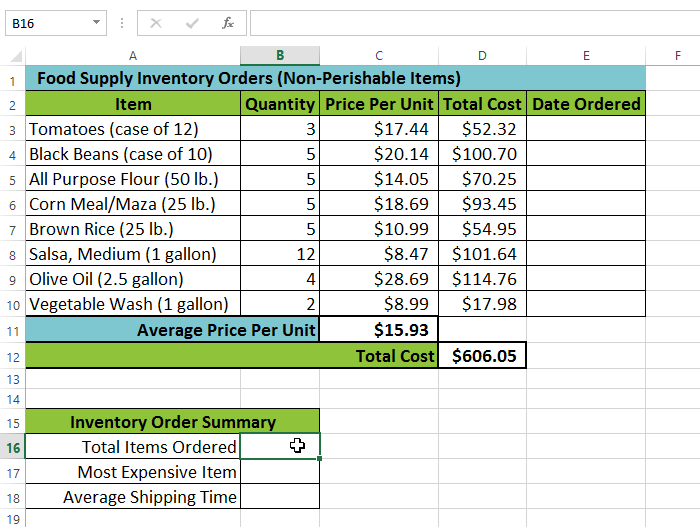 B16 fx
A B C D E F
1 Food Supply Inventory Orders (Non-Perishable Items)
2 Item Quantity Price Per Unit Total Cost Date Ordered
3 Tomatoes (case of 12) 3 $17.44 $52.32
4 Black Beans (case of 10) 5 $20.14 $100.70
5 All Purpose Flour (50 lb.) 5 $14.05 $70.25
6 Corn Meal/Maza (25 lb.) 5 $18.69 $93.45
7 Brown Rice (25 lb.) 5 $10.99 $54.95
8 Salsa, Medium (1 gallon) 12 $8.47 $101.64
9 Olive Oil (2.5 gallon) 4 $28.69 $114.76
10 Vegetable Wash (1 gallon) 2 $8.99 $17.98
11 Average Price Per Unit $15.93
12 Total Cost $606.05
13
14
15 Inventory Order Summary
16 Total Items Ordered
17 Most Expensive Item
18 Average Shipping Time
19